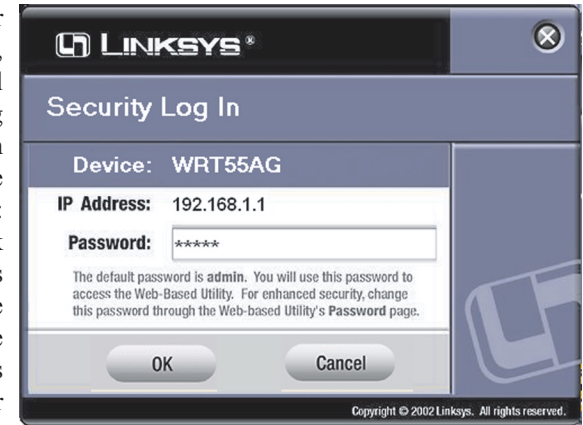 LINKSYS®
Security Log In
Device: WRT55AG
IP Address: 192.168.1.1
Password: *****
The default password is admin. You will use this password to
access the Web-Based Utility. For enhanced security, change
this password through the Web-based Utility's Password page.
OK Cancel
Copyright © 2002 Linksys. All rights reserved.